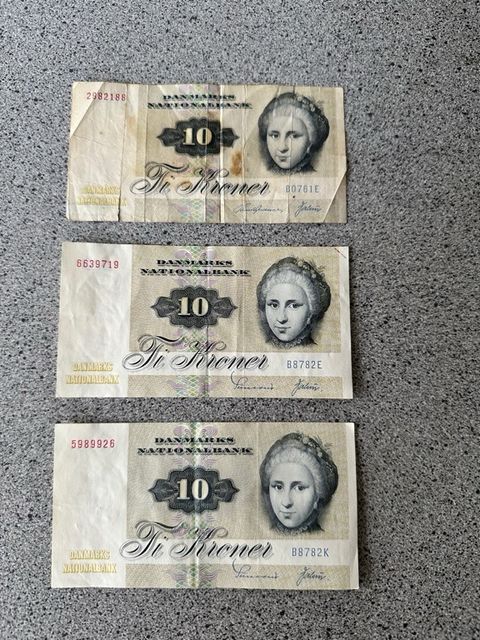 2982188
DANMARKS
NATIONALBANK
10
Ti Kroner
B0761E
DANMARKS
NATIONALBANK
6639719
DANMARKS
NATIONALBANK
10
Ti Kroner
B8782E
DANMARKS
NATIONALBANK
5989926
DANMARKS
NATIONALBANK
10
Ti Kroner
B8782K
DANMARKS
NATIONALBANK